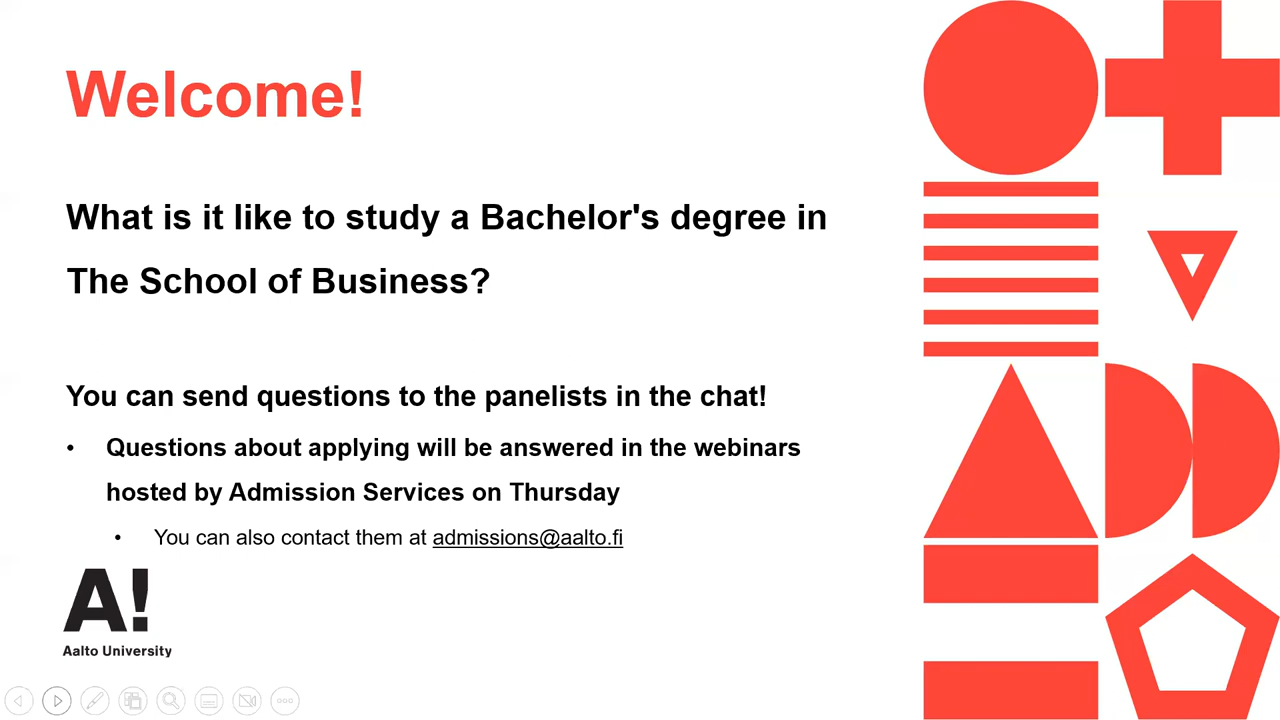 Welcome!
What is it like to study a Bachelor's degree in
The School of Business?
You can send questions to the panelists in the chat!
• Questions about applying will be answered in the webinars
hosted by Admission Services on Thursday
• You can also contact them at admissions@aalto.fi
A!
Aalto University